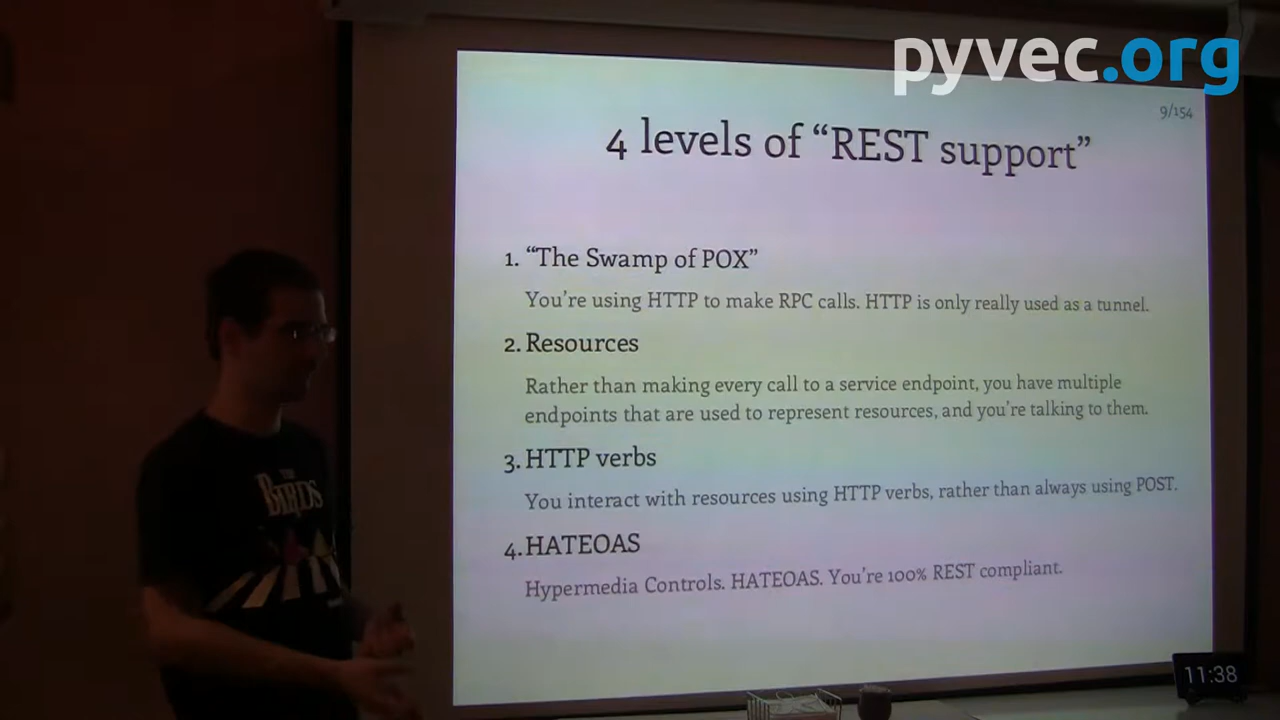 pyvec.org
9/154
4 levels of “REST support”
1. “The Swamp of POX”
You’re using HTTP to make RPC calls. HTTP is only really used as a tunnel.
2. Resources
Rather than making every call to a service endpoint, you have multiple
endpoints that are used to represent resources, and you’re talking to them.
3. HTTP verbs
You interact with resources using HTTP verbs, rather than always using POST.
4. HATEOAS
Hypermedia Controls. HATEOAS. You’re 100% REST compliant.
BIRDS
11:38